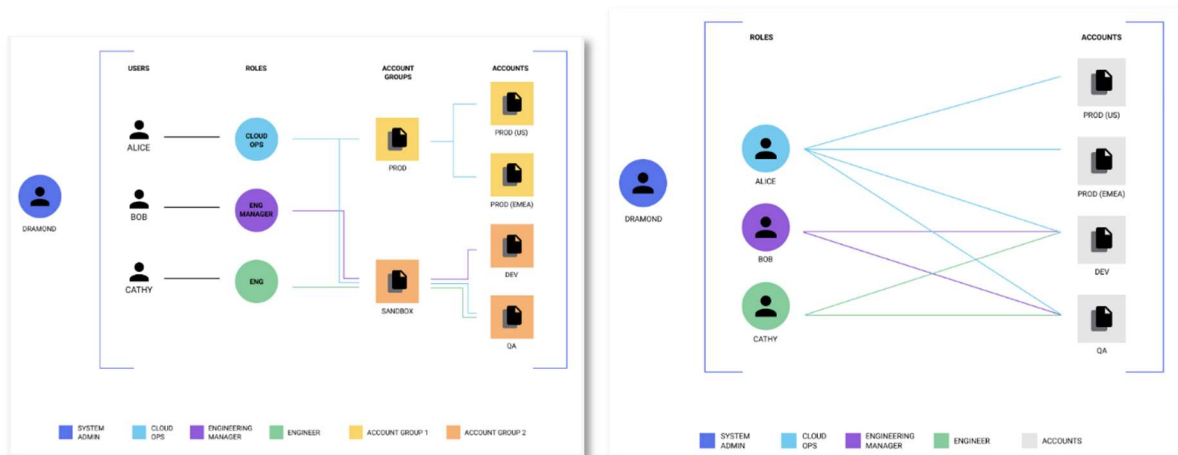 USERS
ROLES
ACCOUNT
GROUPS
ACCOUNTS
ALICE
CLOUD
OPS
PROD
PROD (US)
PROD (EMEA)
DRAMOND
BOB
ENG
MANAGER
CATHY
ENG
SANDBOX
DEV
QA
SYSTEM
ADMIN
CLOUD
OPS
ENGINEERING
MANAGER
ENGINEER
ACCOUNT GROUP 1
ACCOUNT GROUP 2
ROLES
ACCOUNTS
PROD (US)
ALICE
PROD (EMEA)
DRAMOND
BOB
DEV
CATHY
QA
SYSTEM
ADMIN
CLOUD
OPS
ENGINEERING
MANAGER
ENGINEER
ACCOUNTS